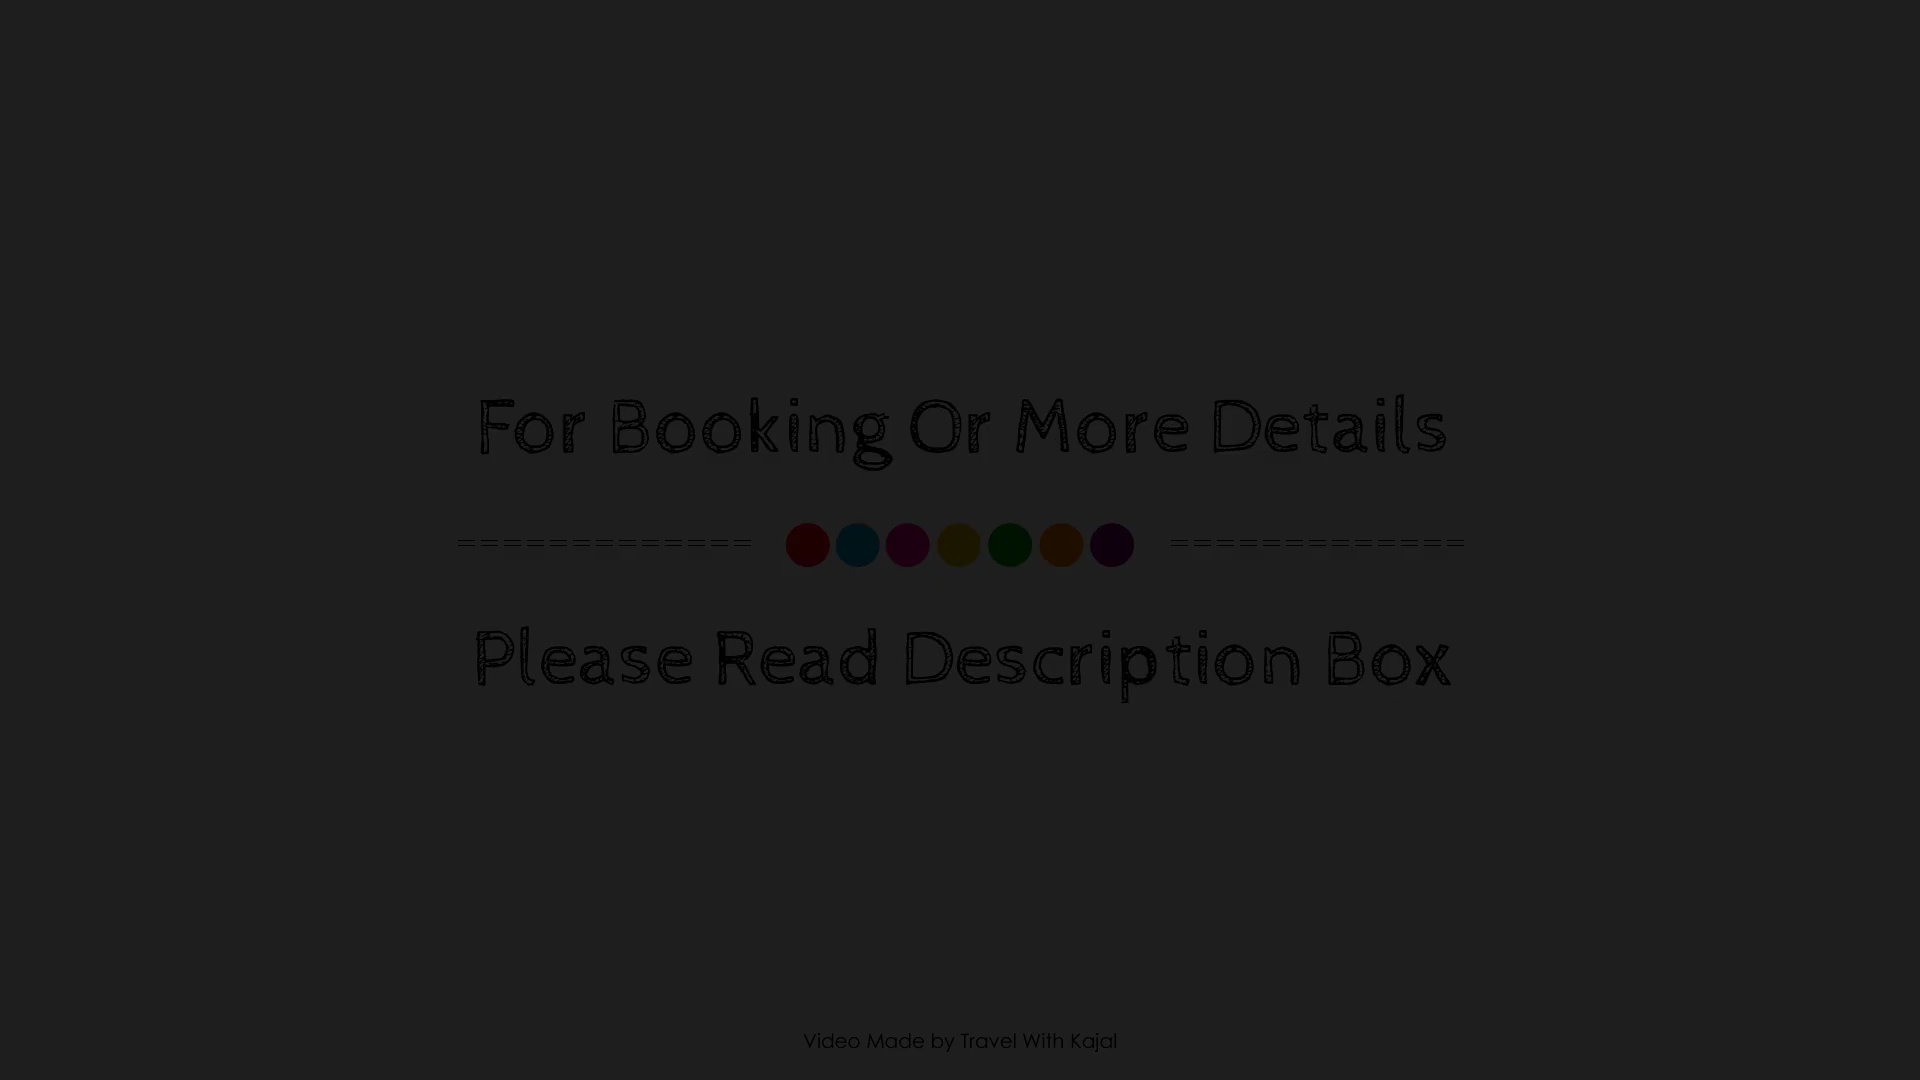 For Booking Or More Details
============= =============
Please Read Description Box
Video Made by Travel With Kajal